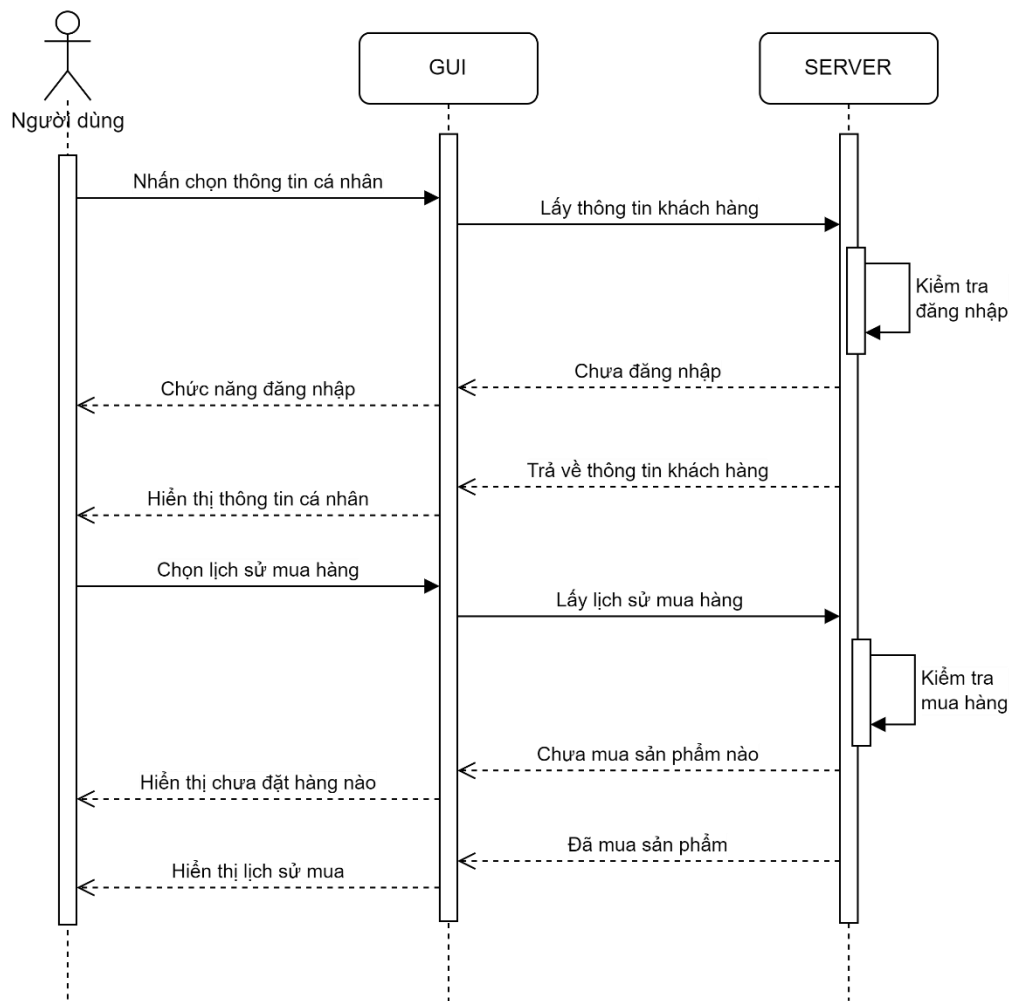 GUI
SERVER
Người dùng
Nhấn chọn thông tin cá nhân
Lấy thông tin khách hàng
Kiểm tra
đăng nhập
Chưa đăng nhập
Chức năng đăng nhập
Trả về thông tin khách hàng
Hiển thị thông tin cá nhân
Chọn lịch sử mua hàng
Lấy lịch sử mua hàng
Kiểm tra
mua hàng
Chưa mua sản phẩm nào
Hiển thị chưa đặt hàng nào
Đã mua sản phẩm
Hiển thị lịch sử mua